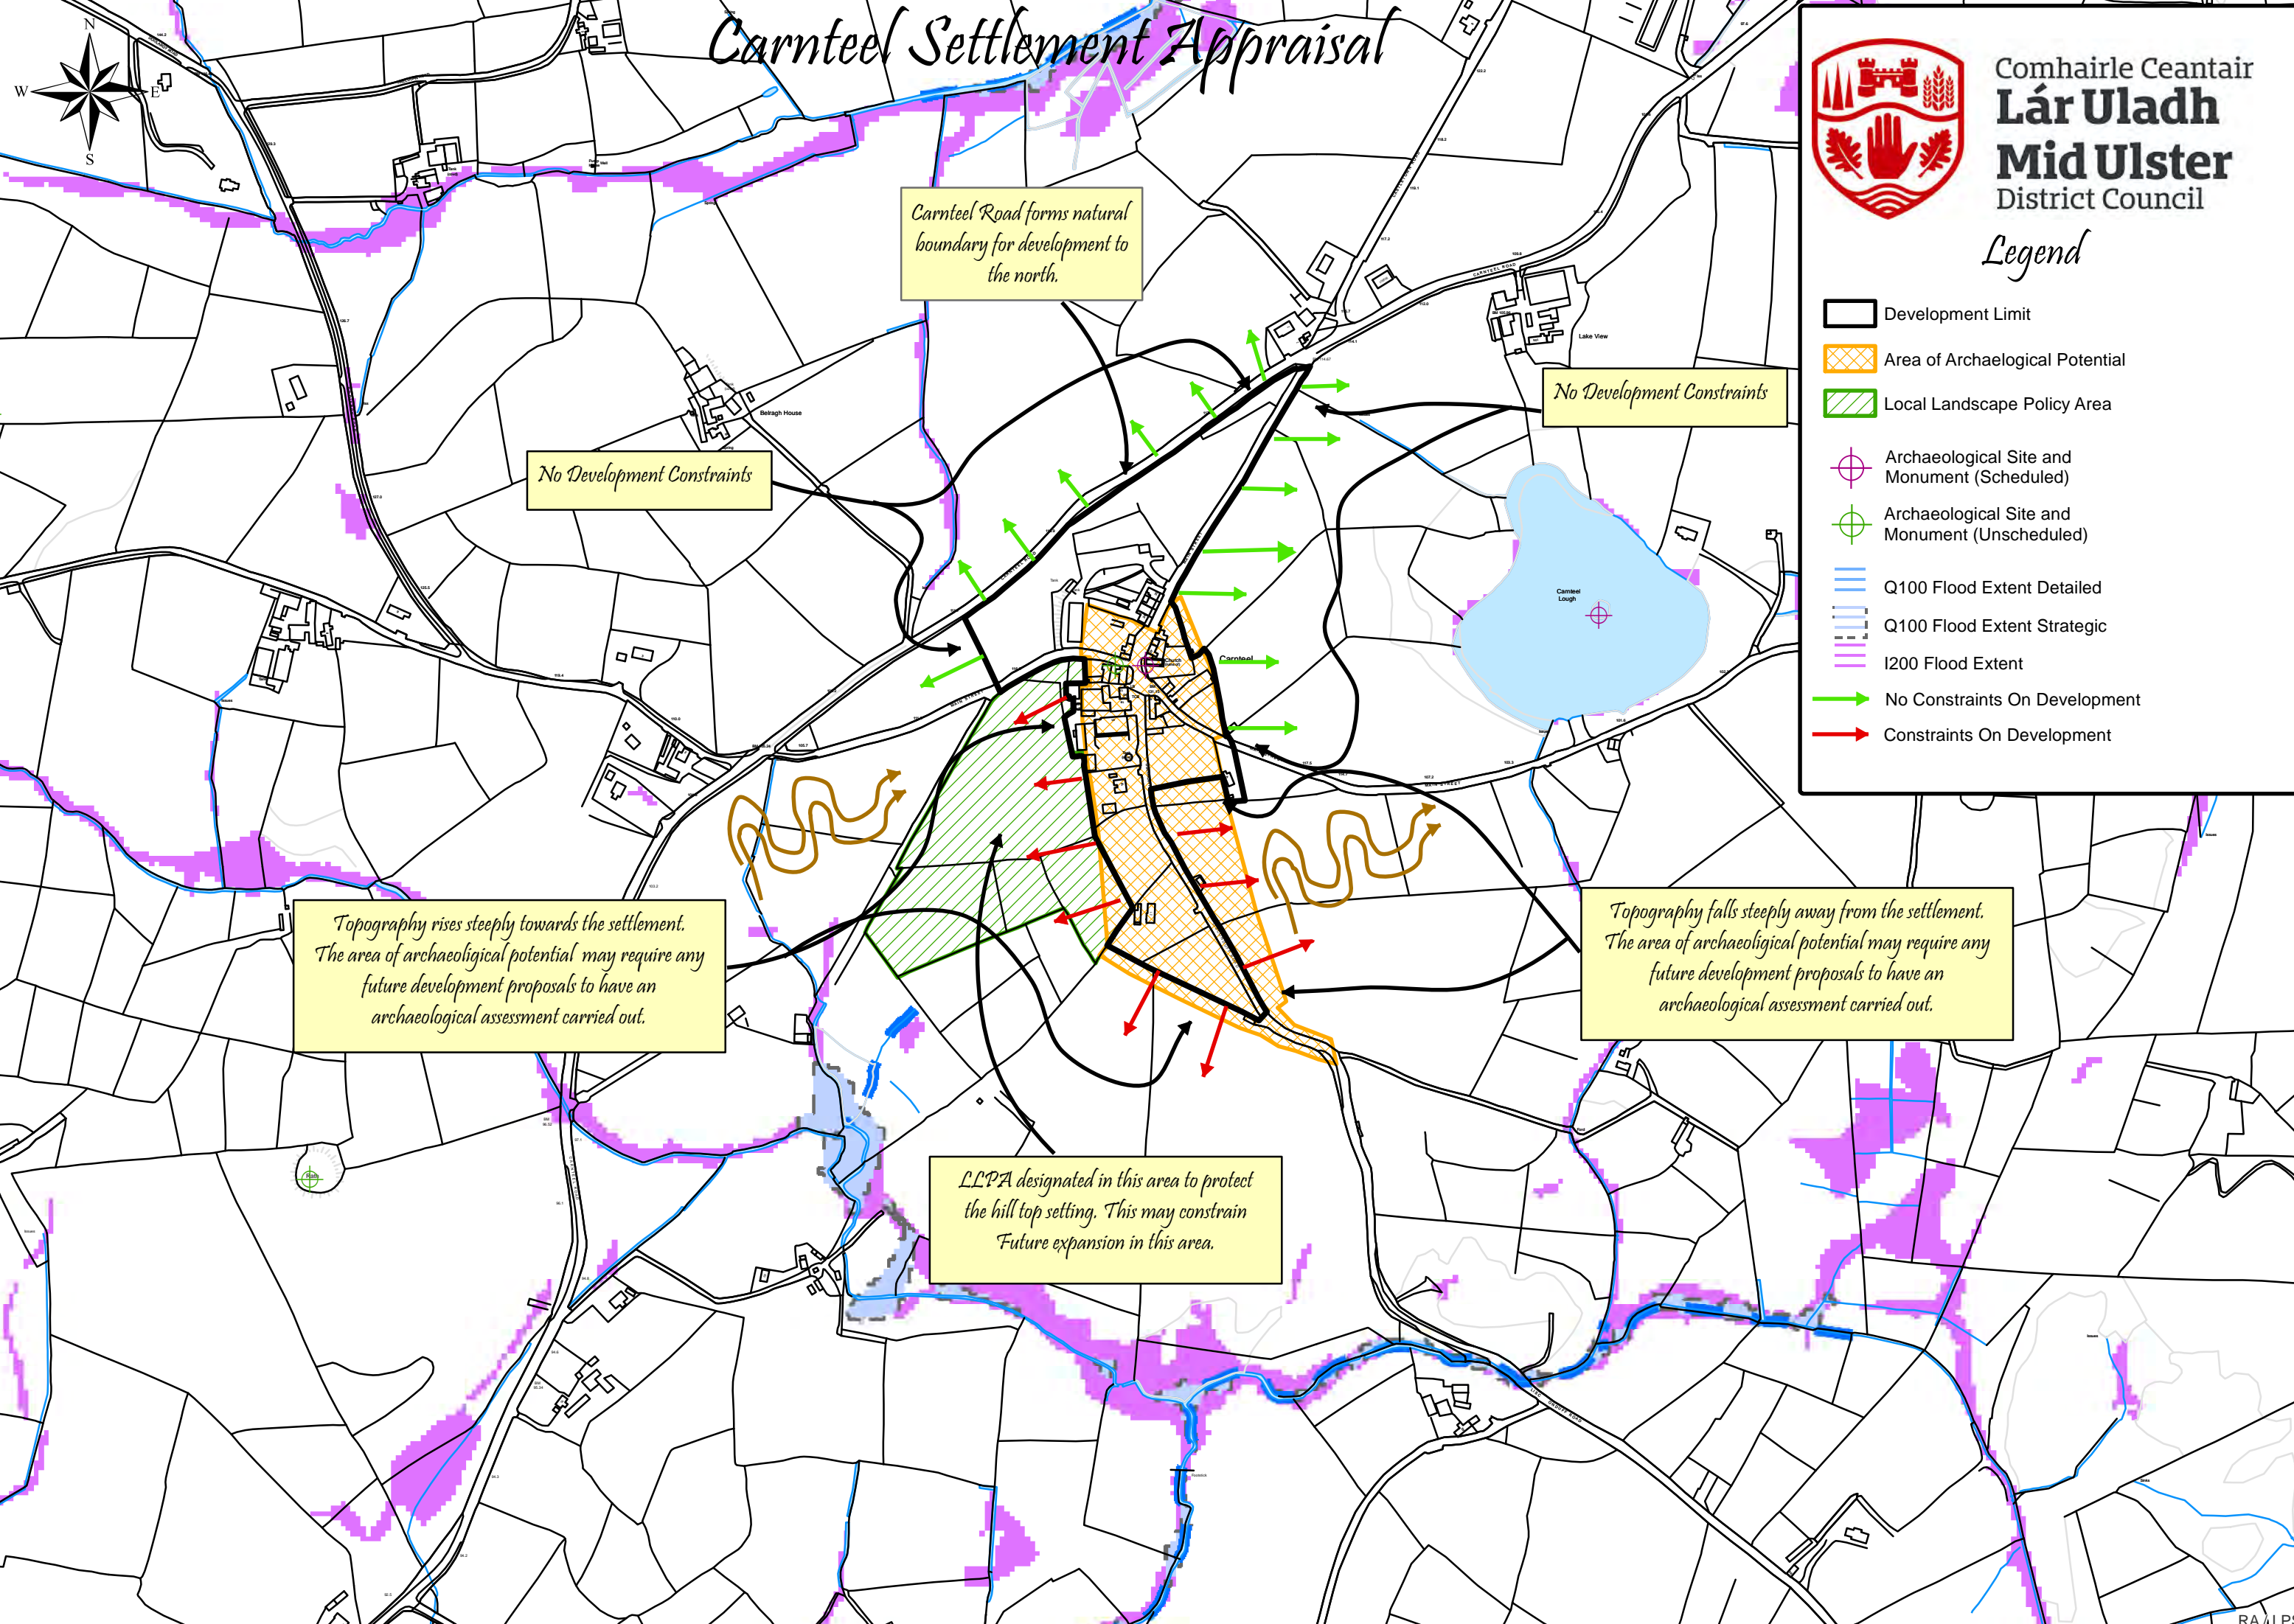 Carnteel Settlement Appraisal
N
W
E
S
Comhairle Ceantair
Lár Uladh
Mid Ulster
District Council
Legend
Development Limit
Area of Archaelogical Potential
Local Landscape Policy Area
Archaeological Site and
Monument (Scheduled)
Archaeological Site and
Monument (Unscheduled)
Q100 Flood Extent Detailed
Q100 Flood Extent Strategic
I200 Flood Extent
No Constraints On Development
Constraints On Development
Carnteel Road forms natural
boundary for development to
the north.
No Development Constraints
No Development Constraints
Topography rises steeply towards the settlement.
The area of archaeoligical potential may require any
future development proposals to have an
archaeological assessment carried out.
Topography falls steeply away from the settlement.
The area of archaeoligical potential may require any
future development proposals to have an
archaeological assessment carried out.
LLPA designated in this area to protect
the hill top setting. This may constrain
Future expansion in this area.
Belragh House
Lake View
CARNTEEL ROAD
Carnteel
Lough
Carnteel
Rath